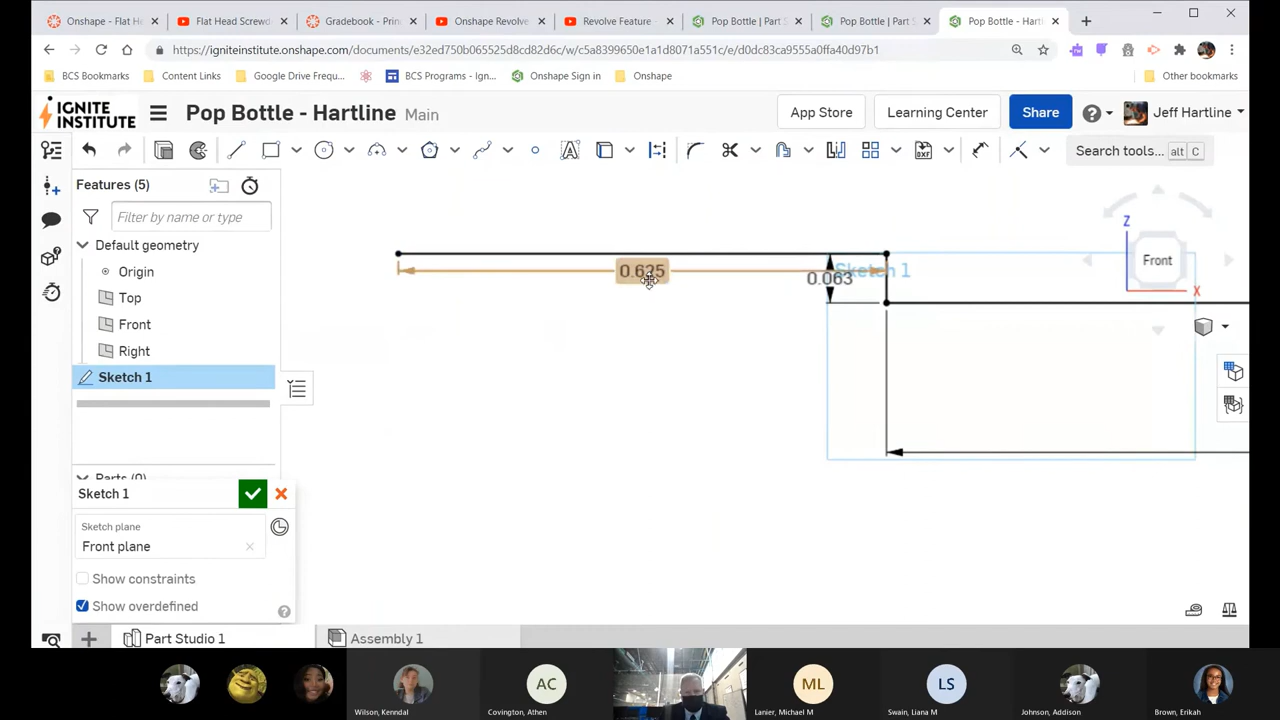 Onshape - Flat He
Flat Head Screwd
Gradebook - Prin
Onshape Revolve
Revolve Feature
Pop Bottle | Part S
Pop Bottle | Part S
Pop Bottle - Hartl
https://igniteinstitute.onshape.com/documents/e32ed750b065525d8cd82d6c/w/c5a8399650e1a1d8071a551c/e/d0dc83ca9555a0ffa40d97b1
BCS Bookmarks
Content Links
Google Drive Frequ...
BCS Programs - Ign...
Onshape Sign in
Onshape
Other bookmarks
IGNITE
INSTITUTE
Pop Bottle - Hartline
Main
App Store
Learning Center
Share
Jeff Hartline
Search tools...
alt
C
Features (5)
Filter by name or type
Default geometry
Origin
Top
Front
Right
Sketch 1
Parts (0)
Sketch 1
Sketch plane
Front plane
Show constraints
Show overdefined
0.625
Sketch 1
0.063
Z
Front
X
Part Studio 1
Assembly 1
AC
ML
LS
Wilson, Kenndal
Covington, Athen
Lanier, Michael M
Swain, Liana M
Johnson, Addison
Brown, Erikah